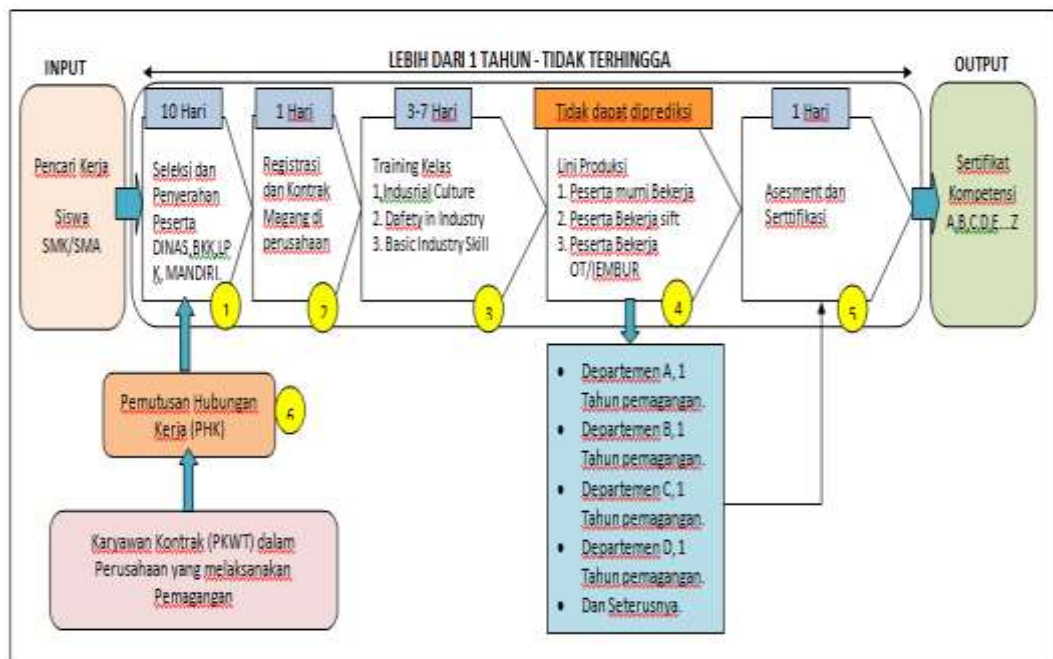 INPUT
LEBIH DARI 1 TAHUN - TIDAK TERHINGGA
OUTPUT
Pencari Kerja
Siswa
SMK/SMA
10 Hari
Seleksi dan
Penyerahan
Peserta
DINAS,BKK,LP
K, MANDIRI.
1
1 Hari
Registrasi
dan Kontrak
Magang di
perusahaan
2
3-7 Hari
Training Kelas
1,Indusrial Culture
2. Dafety in Industry
3. Basic Industry Skill
3
Tidak dapat diprediksi
Lini Produksi
1. Peserta murni Bekerja
2. Peserta Bekerja sift
3. Peserta Bekerja
OT/lEMBUR
4
1 Hari
Asesment dan
Serttifikasi
5
Sertifikat
Kompetensi
A,B,C,D,E...Z
Pemutusan Hubungan
Kerja (PHK)
6
Karyawan Kontrak (PKWT) dalam
Perusahaan yang melaksanakan
Pemagangan
• Departemen A, 1
Tahun pemagangan.
• Departemen B, 1
Tahun pemagangan.
• Departemen C, 1
Tahun pemagangan.
• Departemen D, 1
Tahun pemagangan.
• Dan Seterusnya.